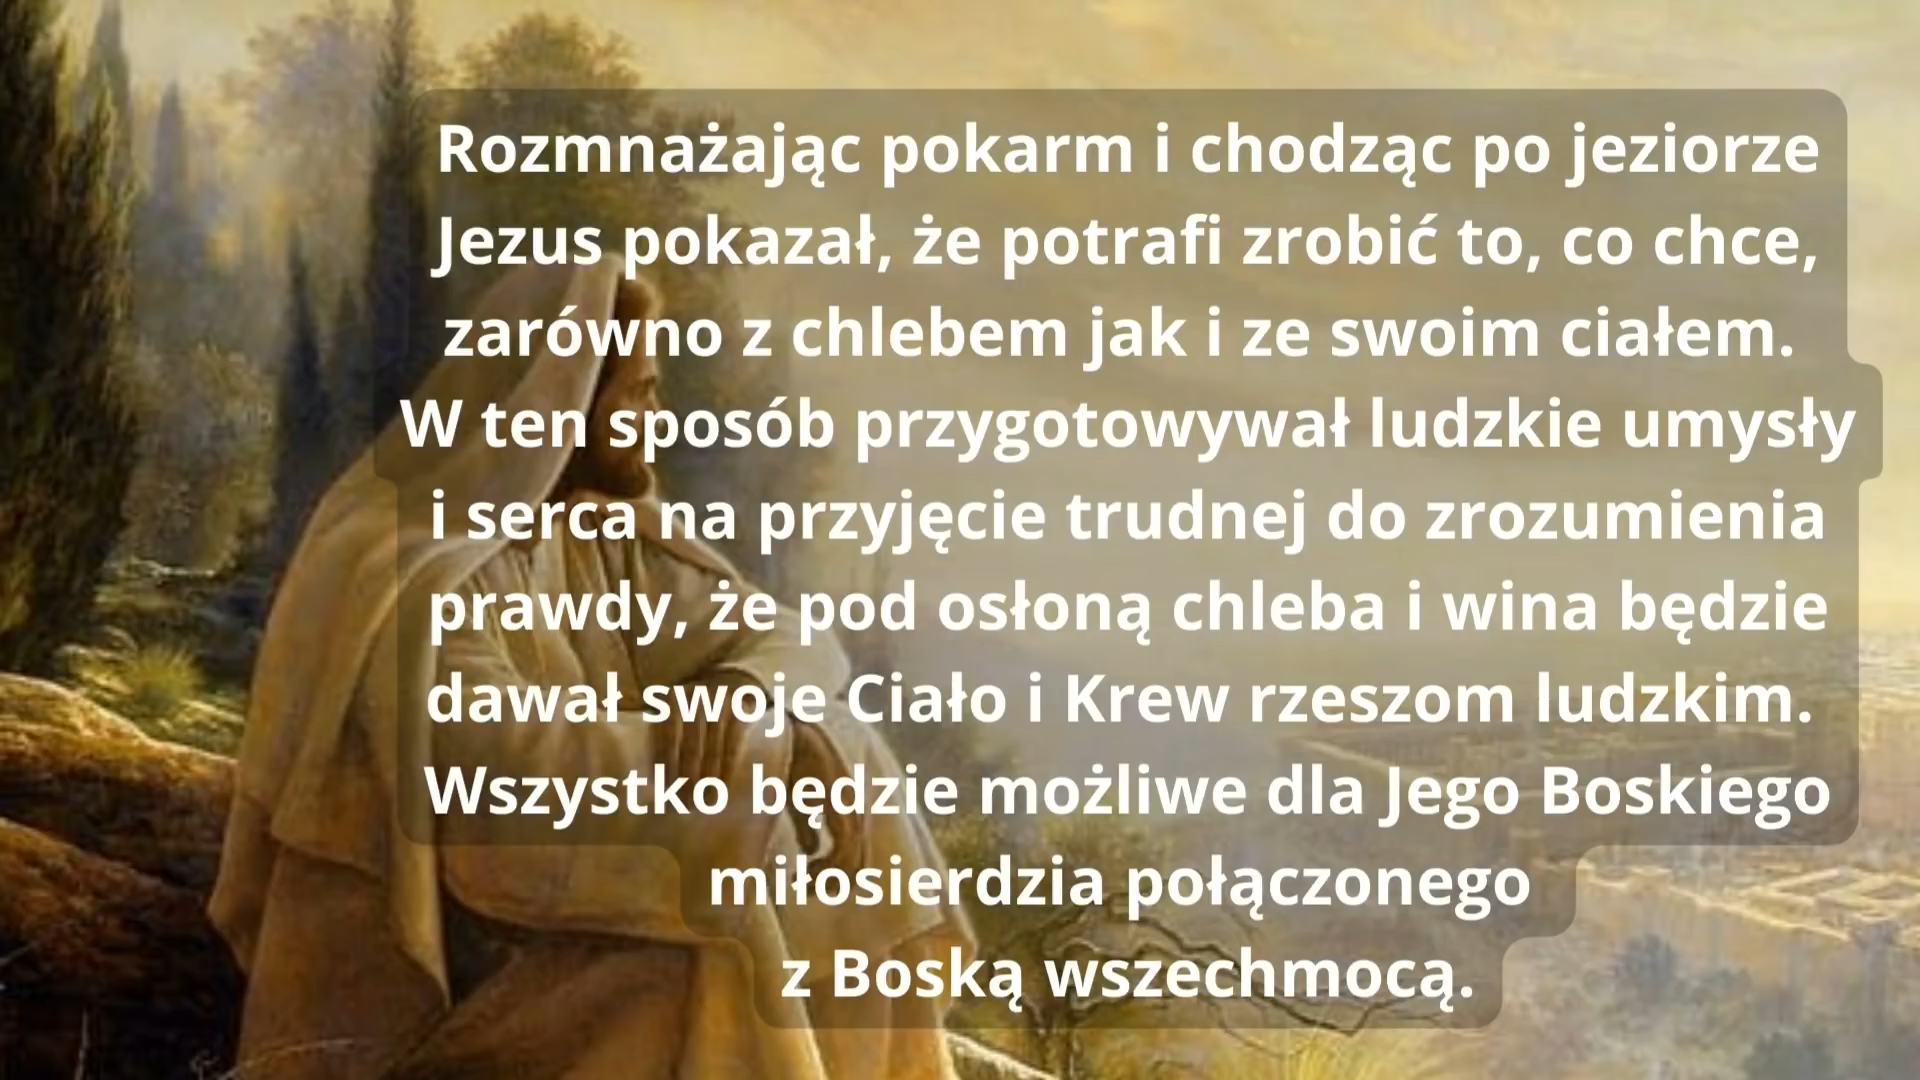 Rozmnażając pokarm i chodząc po jeziorze
Jezus pokazał, że potrafi zrobić to, co chce,
zarówno z chlebem jak i ze swoim ciałem.
W ten sposób przygotowywał ludzkie umysły
i serca na przyjęcie trudnej do zrozumienia
prawdy, że pod osłoną chleba i wina będzie
dawał swoje Ciało i Krew rzeszom ludzkim.
Wszystko będzie możliwe dla Jego Boskiego
miłosierdzia połączonego
z Boską wszechmocą.